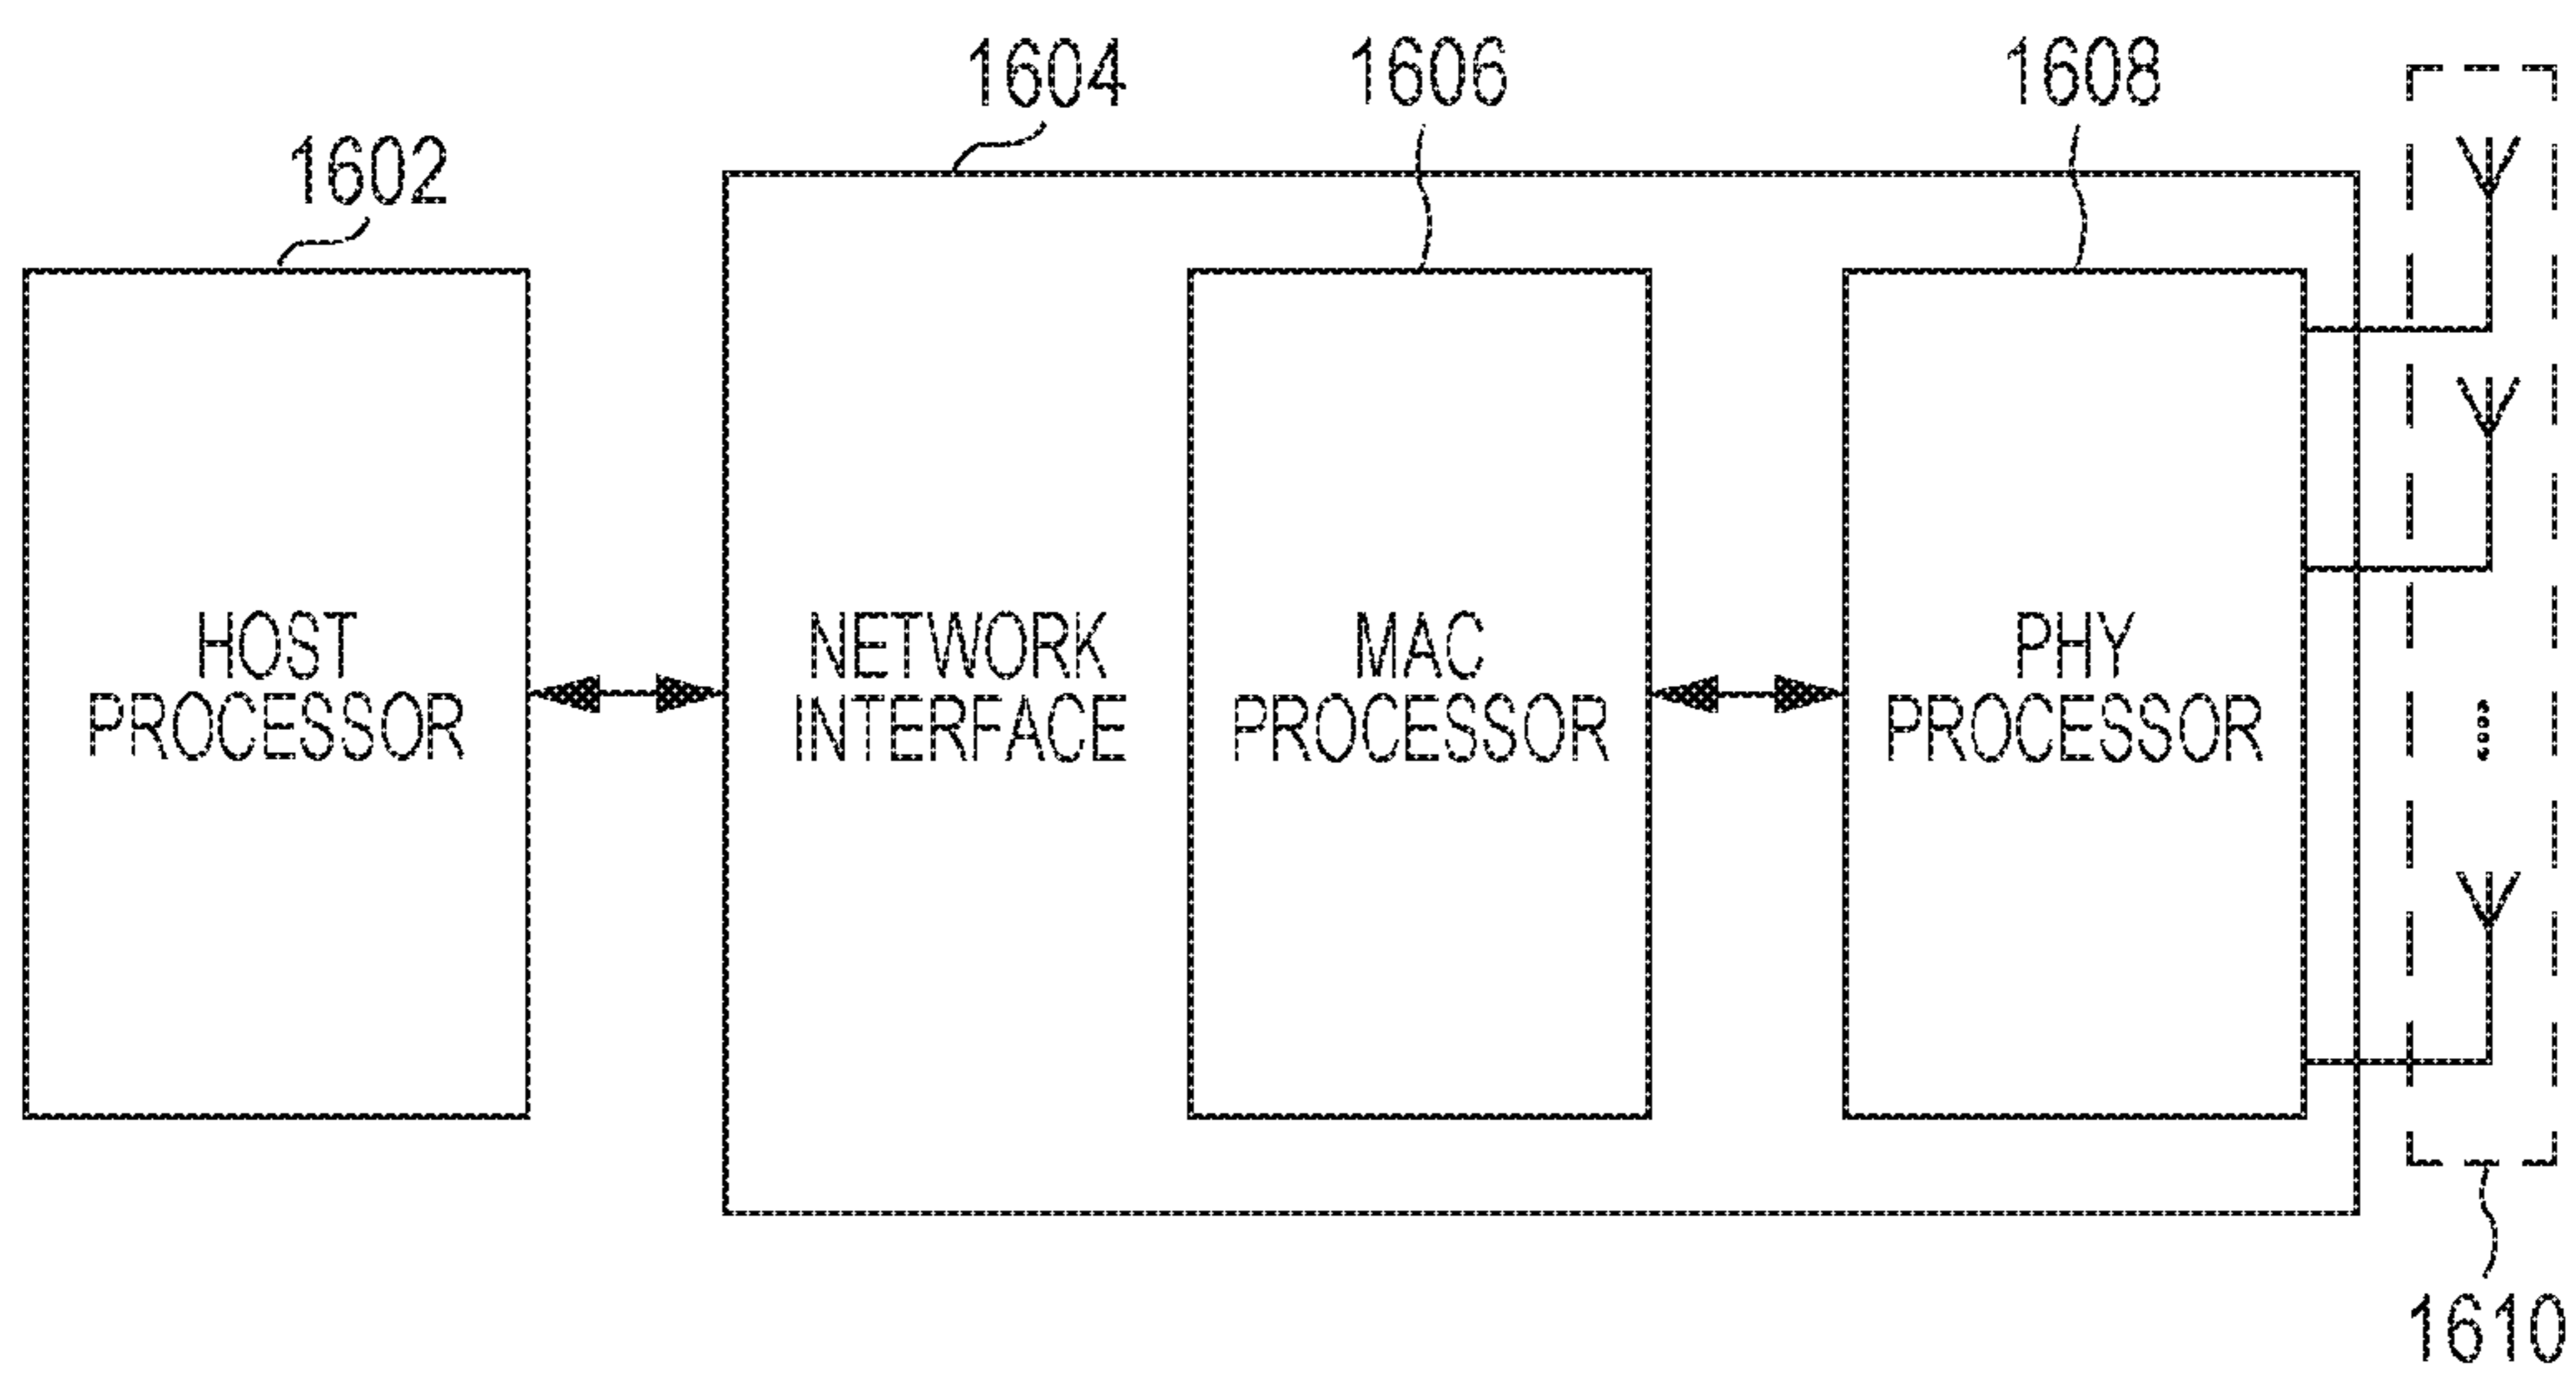 1602
1604
1606
1608
HOST
PROCESSOR
NETWORK
INTERFACE
MAC
PROCESSOR
PHY
PROCESSOR
1610